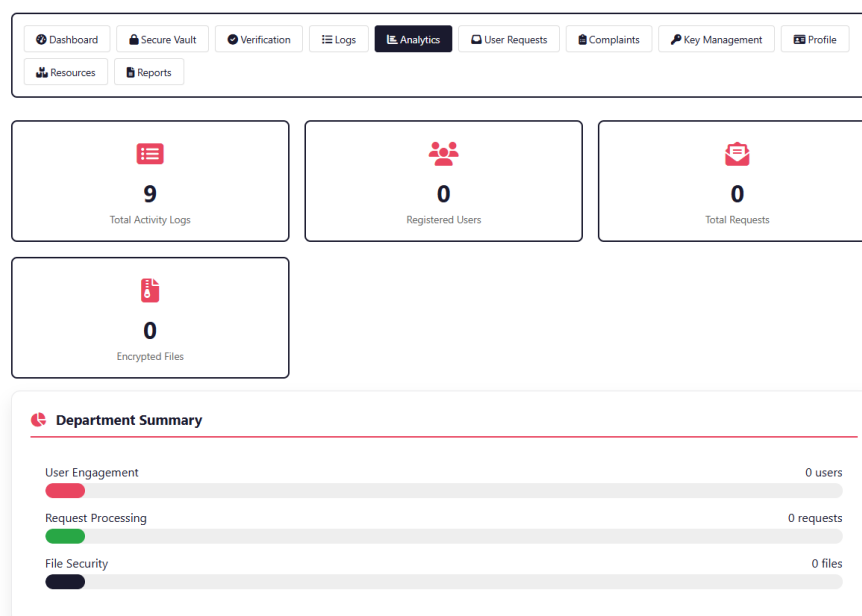 Dashboard Secure Vault Verification Logs Analytics User Requests Complaints Key Management Profile
Resources Reports
9
Total Activity Logs
0
Registered Users
0
Total Requests
0
Encrypted Files
Department Summary
User Engagement 0 users
Request Processing 0 requests
File Security 0 files